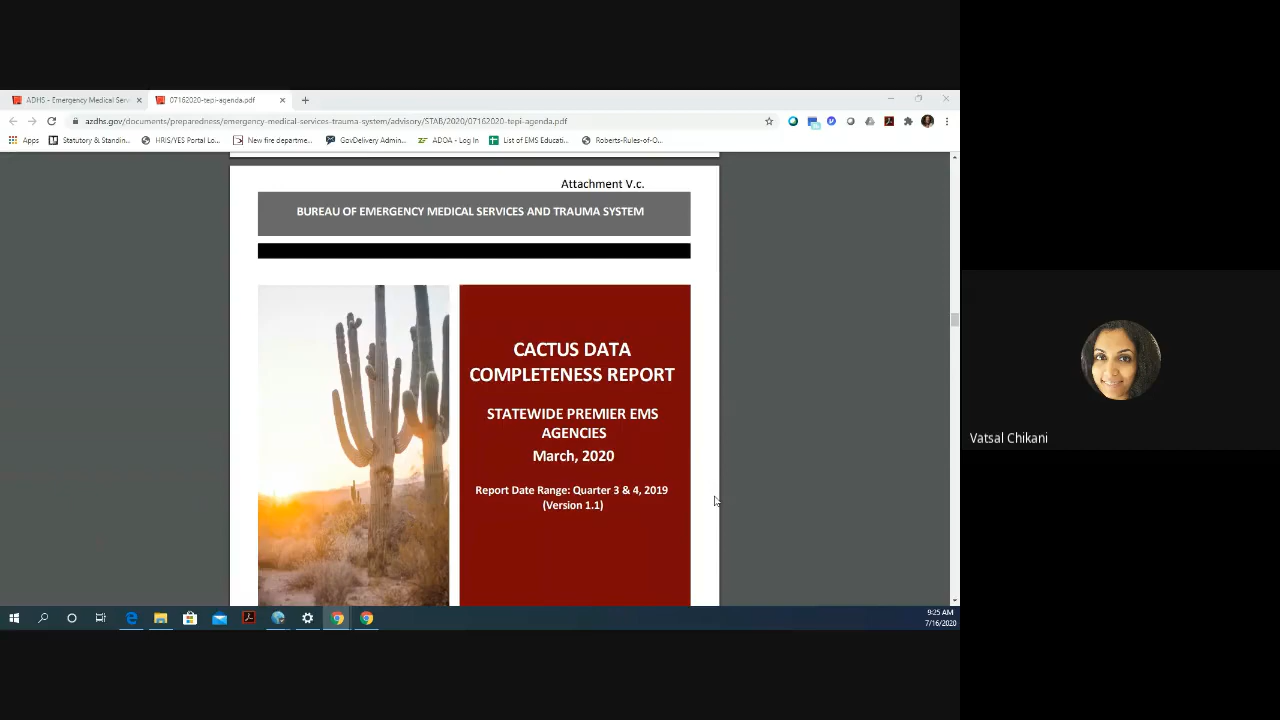 ADHS - Emergency Medical Serv
07162020-tepi-agenda.pdf
azdhs.gov/documents/preparedness/emergency-medical-services-trauma-system/advisory/STAB/2020/07162020-tepi-agenda.pdf
Apps
Statutory & Standin...
HRIS/YES Portal Lo...
New fire departme...
GovDelivery Admin...
ADOA - Log In
List of EMS Educati...
Roberts-Rules-of-O...
Attachment V.c.
BUREAU OF EMERGENCY MEDICAL SERVICES AND TRAUMA SYSTEM
CACTUS DATA
COMPLETENESS REPORT
STATEWIDE PREMIER EMS
AGENCIES
March, 2020
Report Date Range: Quarter 3 & 4, 2019
(Version 1.1)
Vatsal Chikani
9:25 AM
7/16/2020